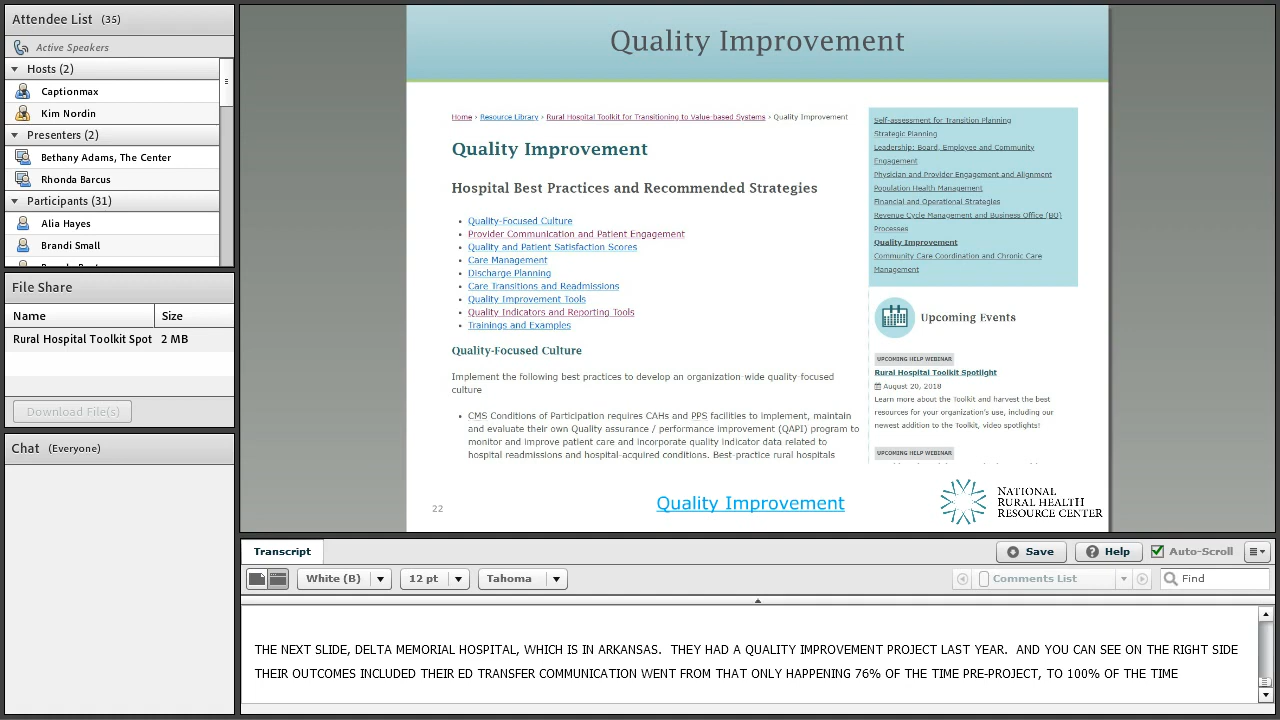 Attendee List (35)
Active Speakers
Hosts (2)
Captionmax
Kim Nordin
Presenters (2)
Bethany Adams, The Center
Rhonda Barcus
Participants (31)
Alia Hayes
Brandi Small
File Share
Name Size
Rural Hospital Toolkit Spot 2 MB
Download File(s)
Chat (Everyone)
Quality Improvement
Home › Resource Library › Rural Hospital Toolkit for Transitioning to Value-based Systems › Quality Improvement
Quality Improvement
Hospital Best Practices and Recommended Strategies
• Quality-Focused Culture
• Provider Communication and Patient Engagement
• Quality and Patient Satisfaction Scores
• Care Management
• Discharge Planning
• Care Transitions and Readmissions
• Quality Improvement Tools
• Quality Indicators and Reporting Tools
• Trainings and Examples
Quality-Focused Culture
Implement the following best practices to develop an organization-wide quality-focused
culture
• CMS Conditions of Participation requires CAHs and PPS facilities to implement, maintain
and evaluate their own Quality assurance / performance improvement (QAPI) program to
monitor and improve patient care and incorporate quality indicator data related to
hospital readmissions and hospital-acquired conditions. Best-practice rural hospitals
Self-assessment for Transition Planning
Strategic Planning
Leadership: Board, Employee and Community
Engagement
Physician and Provider Engagement and Alignment
Population Health Management
Financial and Operational Strategies
Revenue Cycle Management and Business Office (BO)
Processes
Quality Improvement
Community Care Coordination and Chronic Care
Management
Upcoming Events
UPCOMING HELP WEBINAR
Rural Hospital Toolkit Spotlight
August 20, 2018
Learn more about the Toolkit and harvest the best
resources for your organization's use, including our
newest addition to the Toolkit, video spotlights!
UPCOMING HELP WEBINAR
22
Quality Improvement
NATIONAL
RURAL HEALTH
RESOURCE CENTER
Transcript
Save
Help
Auto-Scroll
White (B)
12 pt
Tahoma
Comments List
Find
THE NEXT SLIDE, DELTA MEMORIAL HOSPITAL, WHICH IS IN ARKANSAS. THEY HAD A QUALITY IMPROVEMENT PROJECT LAST YEAR. AND YOU CAN SEE ON THE RIGHT SIDE
THEIR OUTCOMES INCLUDED THEIR ED TRANSFER COMMUNICATION WENT FROM THAT ONLY HAPPENING 76% OF THE TIME PRE-PROJECT, TO 100% OF THE TIME